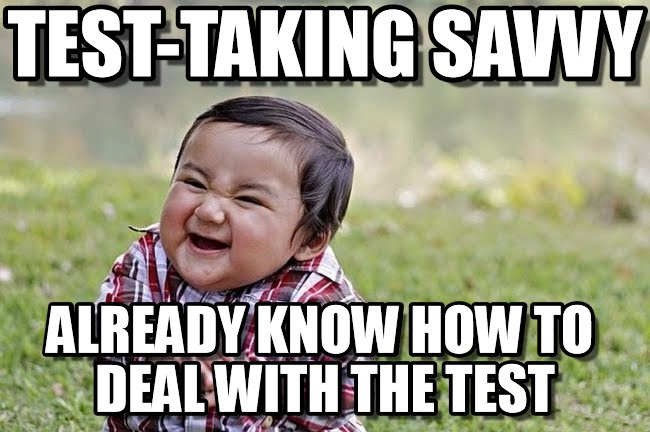 TEST-TAKING SAVVY
ALREADY KNOW HOW TO
DEAL WITH THE TEST